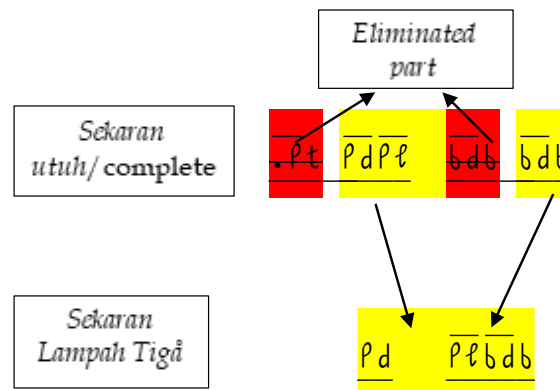 Eliminated
part
Sekaran
utuh/ complete
. P t P d P ℓ b d b b d b
Sekaran
Lampah Tigå
P d P ℓ b d b